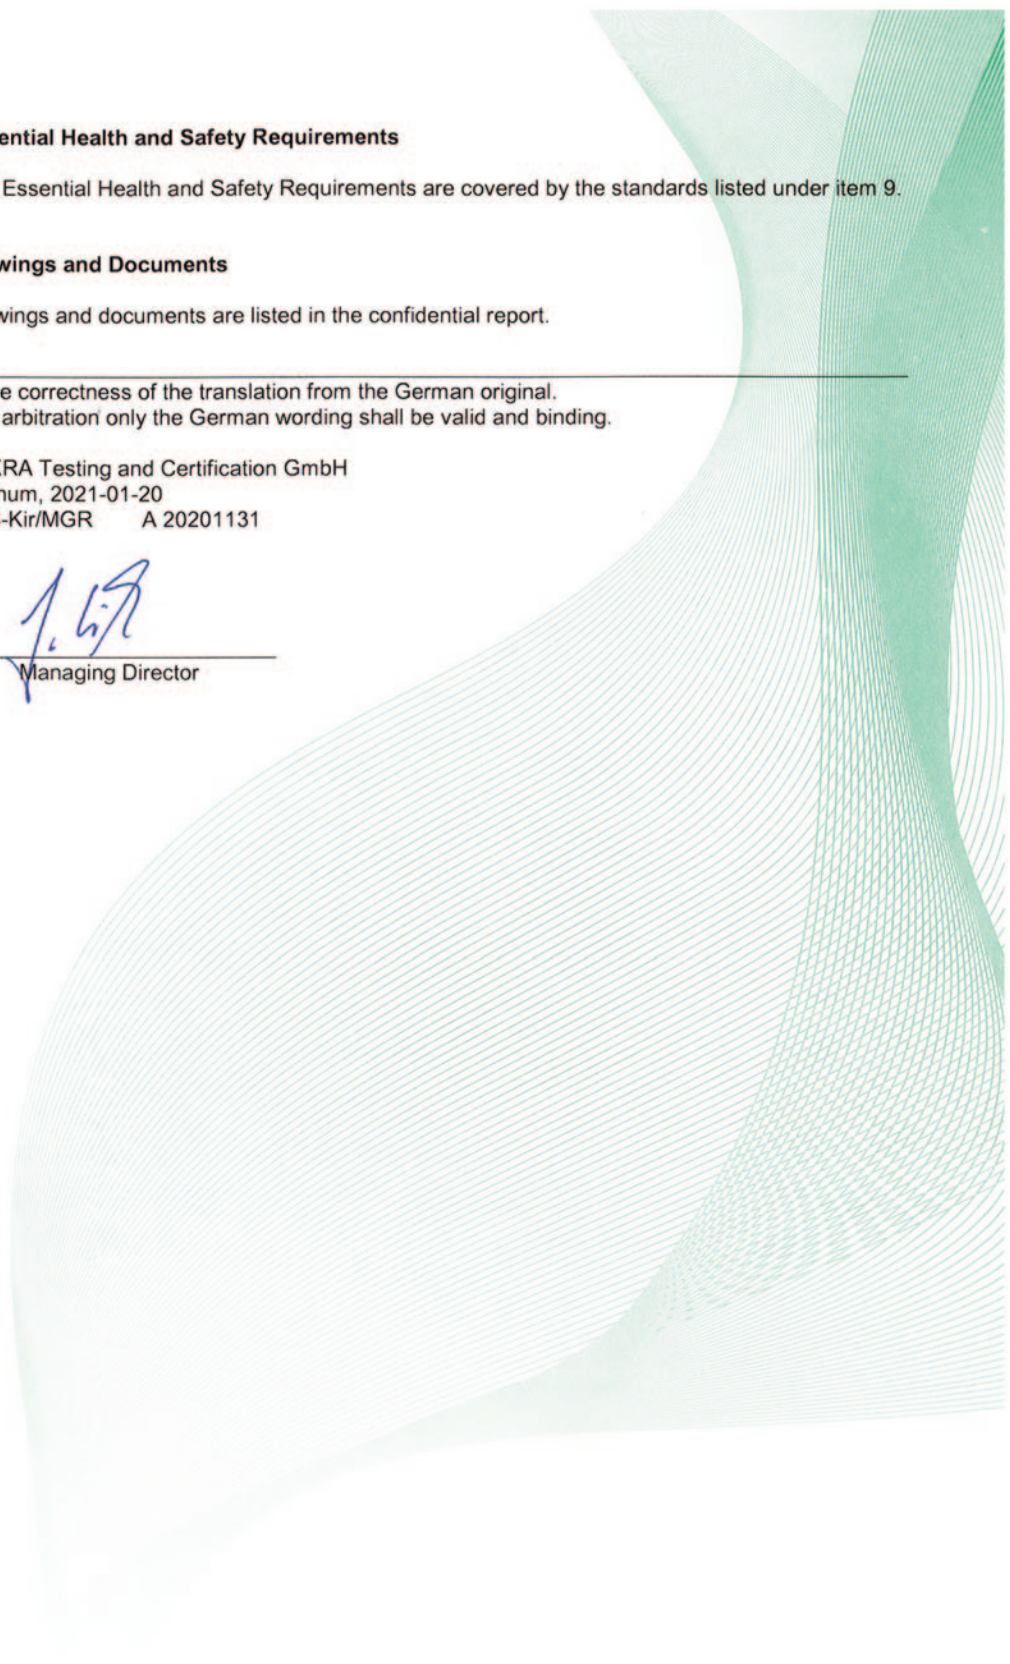 ential Health and Safety Requirements
Essential Health and Safety Requirements are covered by the standards listed under item 9.
wings and Documents
wings and documents are listed in the confidential report.
e correctness of the translation from the German original.
arbitration only the German wording shall be valid and binding.
KRA Testing and Certification GmbH
hum, 2021-01-20
-Kir/MGR A 20201131
Managing Director